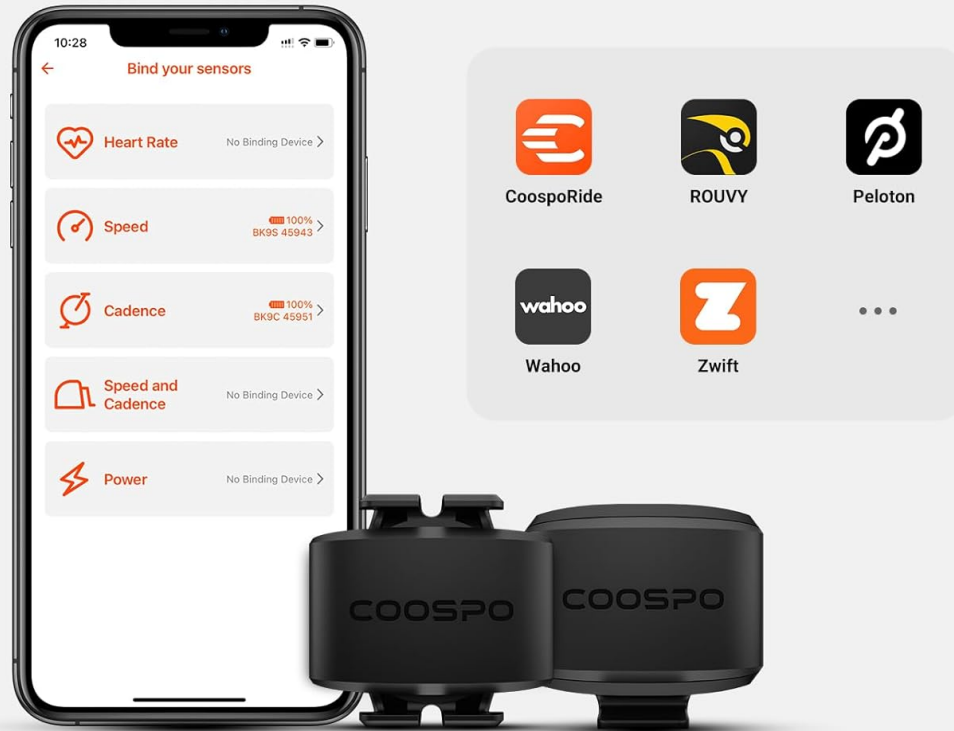 10:28
Bind your sensors
Heart Rate
No Binding Device
Speed
100%
BK9S 45943
Cadence
100%
BK9C 45951
Speed and
Cadence
No Binding Device
Power
No Binding Device
CoospoRide
ROUVY
Peloton
wahoo
Wahoo
Zwift
COOSPO
COOSPO